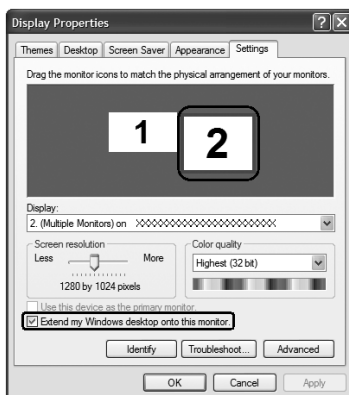 Display Properties
Themes Desktop Screen Saver Appearance Settings
Drag the monitor icons to match the physical arrangement of your monitors.
1 2
Display:
2. (Multiple Monitors) on XXXXXXXXXXXXXXXXXXXXXXX
Screen resolution
Less More
1280 by 1024 pixels
Color quality
Highest (32 bit)
Use this device as the primary monitor.
Extend my Windows desktop onto this monitor.
Identify Troubleshoot... Advanced
OK Cancel Apply